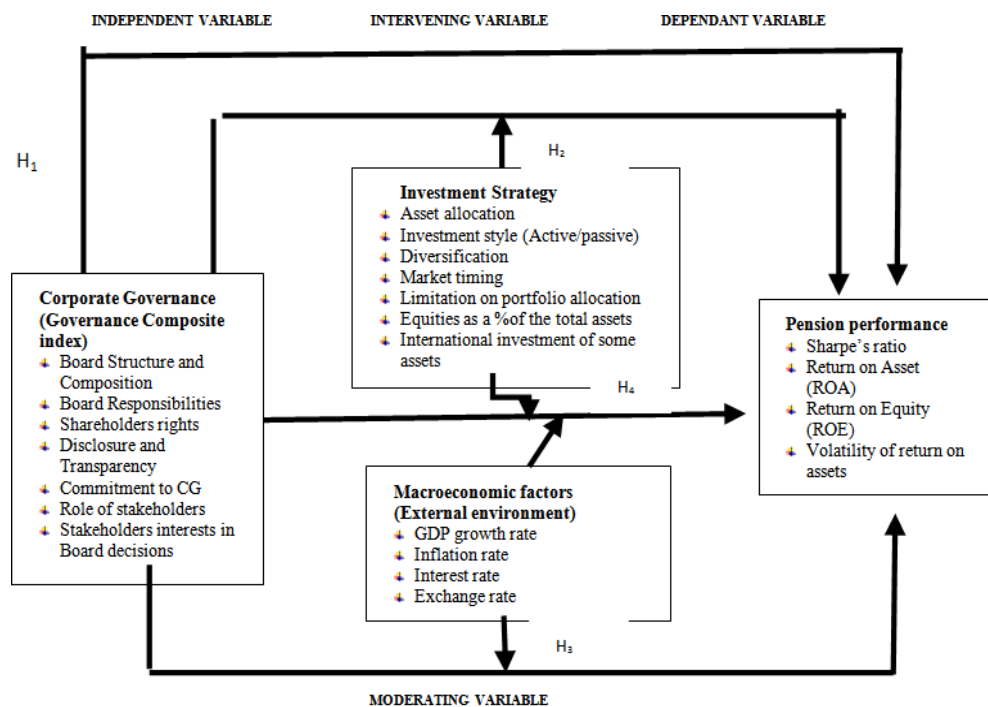 INDEPENDENT VARIABLE
INTERVENING VARIABLE
DEPENDANT VARIABLE
H1
H2
Investment Strategy
Asset allocation
Investment style (Active/passive)
Diversification
Market timing
Limitation on portfolio allocation
Equities as a %of the total assets
International investment of some
assets
Corporate Governance
(Governance Composite
index)
Board Structure and
Composition
Board Responsibilities
Shareholders rights
Disclosure and
Transparency
Commitment to CG
Role of stakeholders
Stakeholders interests in
Board decisions
H4
Pension performance
Sharpe’s ratio
Return on Asset
(ROA)
Return on Equity
(ROE)
Volatility of return on
assets
Macroeconomic factors
(External environment)
GDP growth rate
Inflation rate
Interest rate
Exchange rate
H3
MODERATING VARIABLE